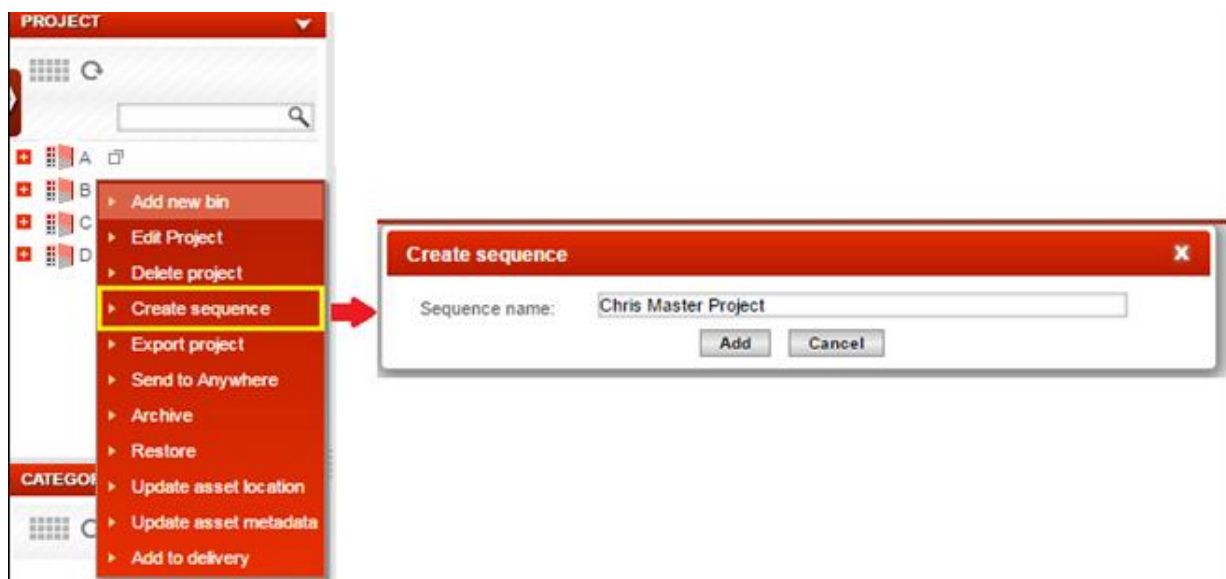 PROJECT
A
B
C
D
Add new bin
Edit Project
Delete project
Create sequence
Export project
Send to Anywhere
Archive
Restore
Update asset location
Update asset metadata
Add to delivery
CATEGOR
Create sequence
x
Sequence name:
Chris Master Project
Add
Cancel